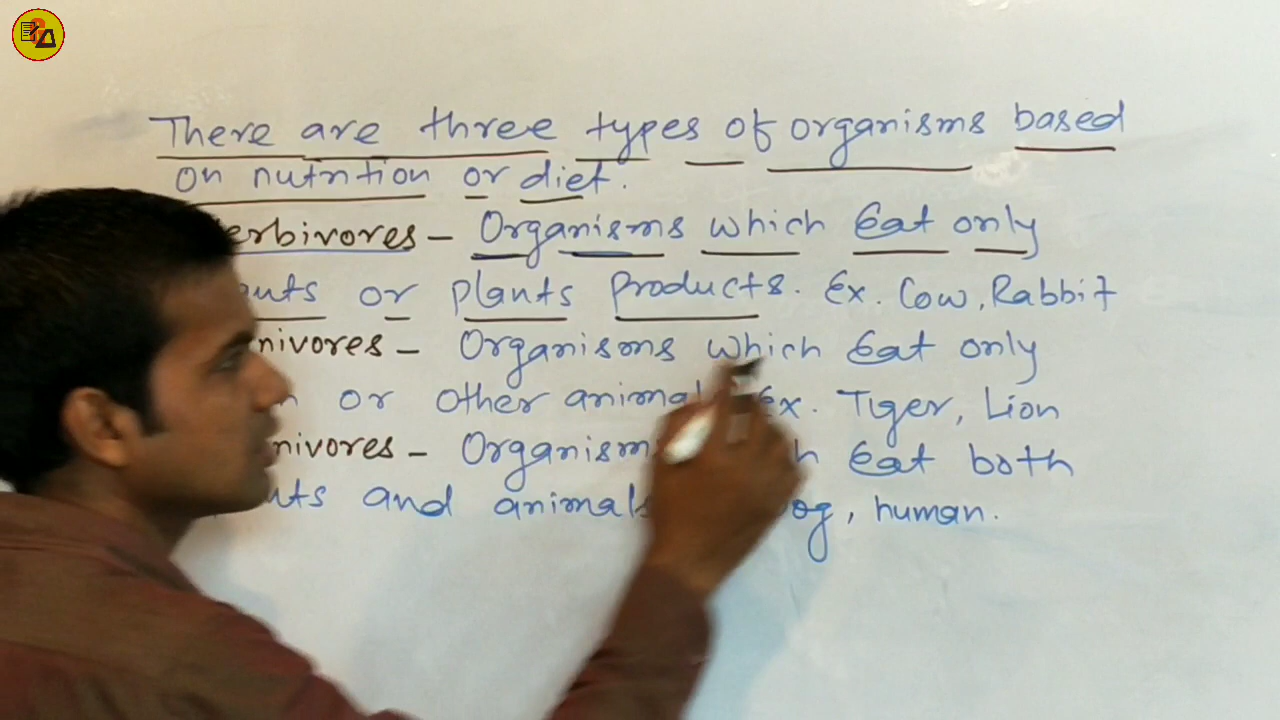 There are three types of organisms based
on nutrition or diet.
erbivores - Organisms which Eat only
or plants products. Ex. Cow, Rabbit
nivores - Organisms which Eat only
or other animal Ex. Tiger, Lion
nivores - Organism Eat both
and animals og, human.